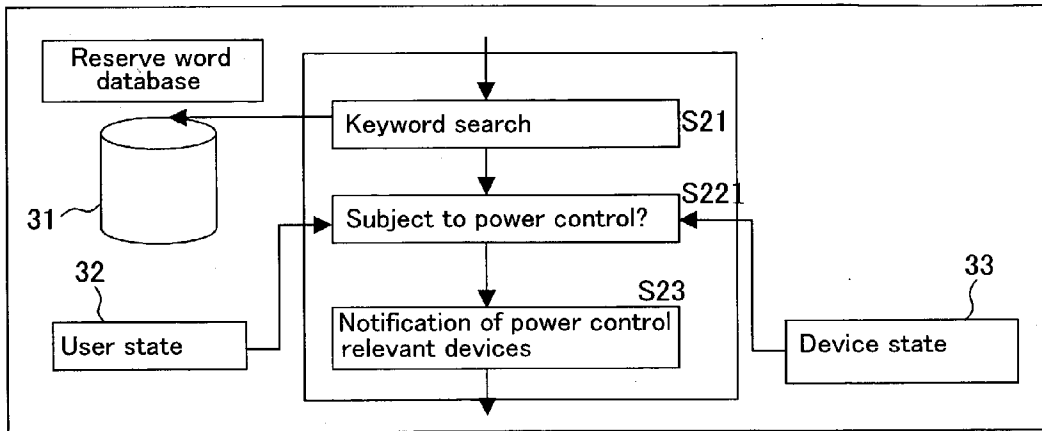 Reserve word
database
Keyword search
S21
S221
31
Subject to power control?
32
S23
33
User state
Notification of power control
relevant devices
Device state